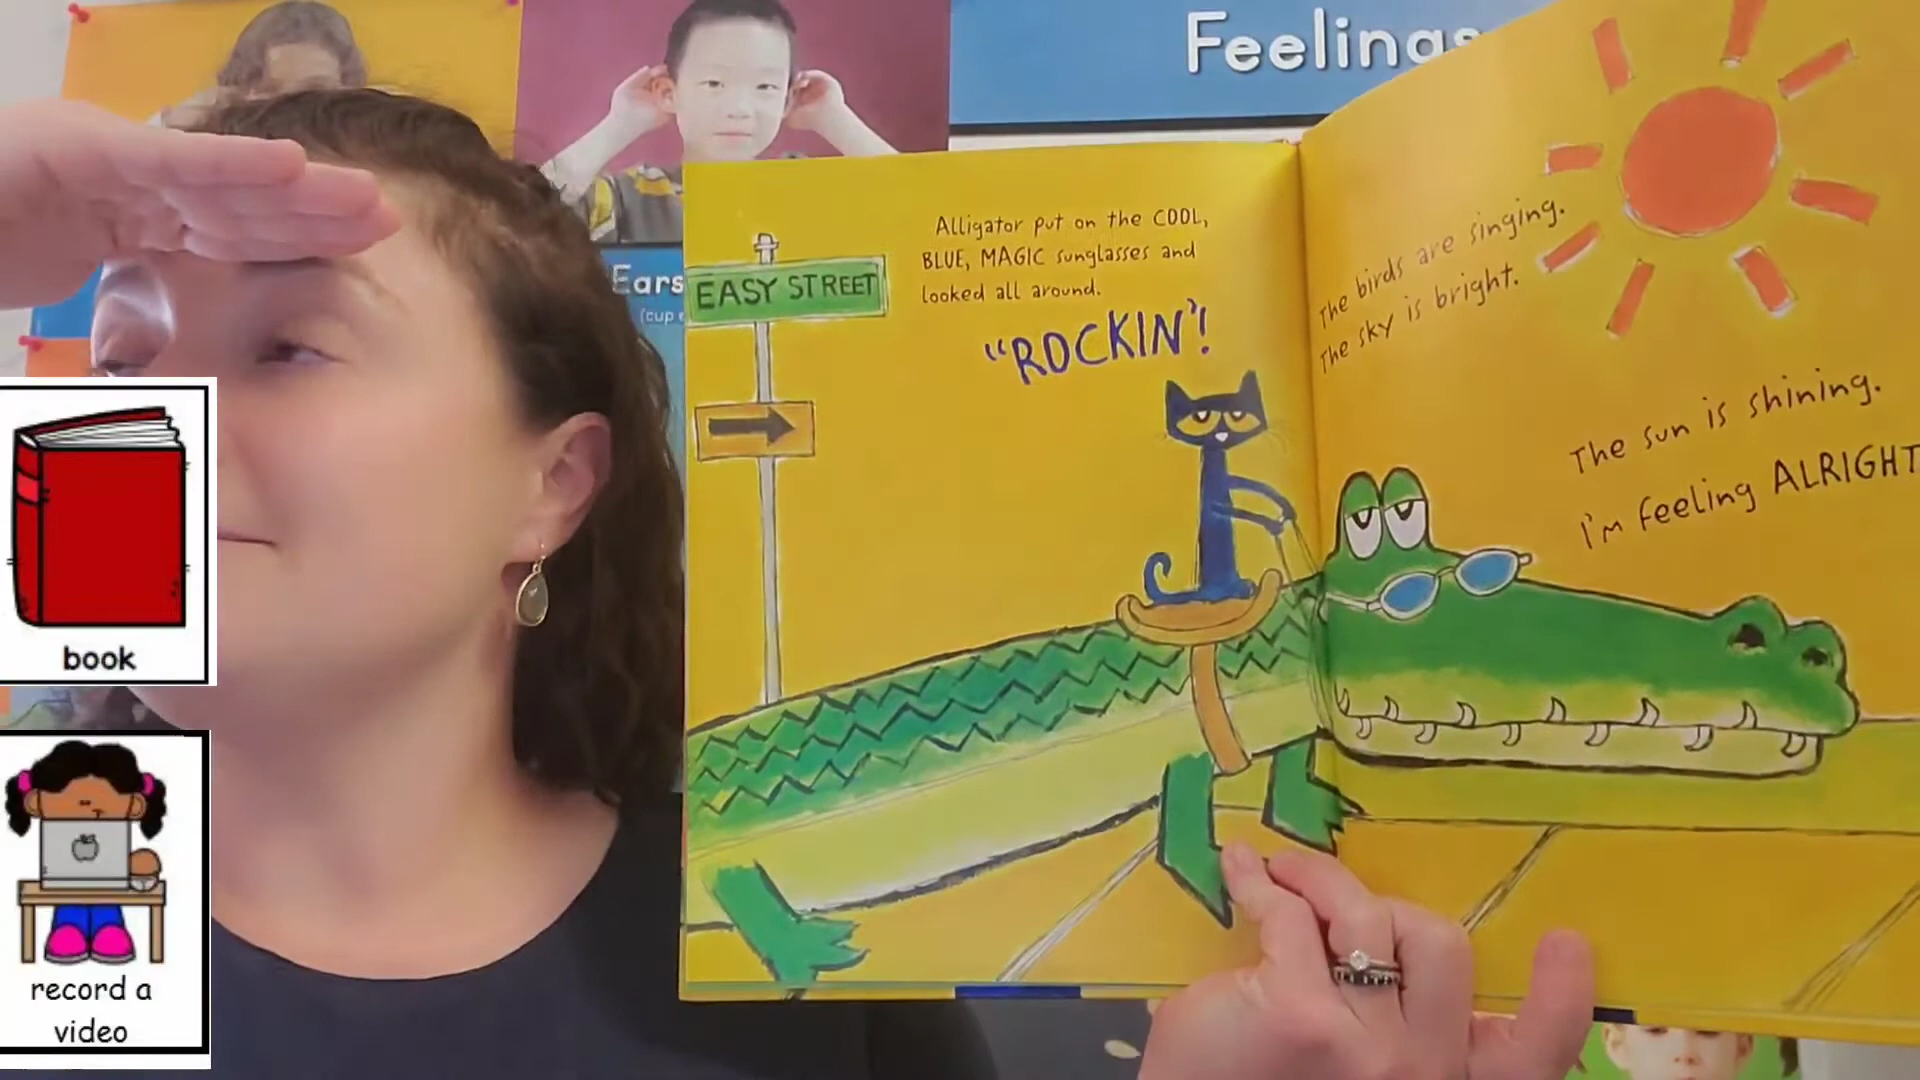 Feelings
Ears
(cup
EASY STREET
Alligator put on the COOL,
BLUE, MAGIC sunglasses and
looked all around.
"ROCKIN'!
The birds are singing.
The sky is bright.
The sun is shining.
I'm feeling ALRIGHT
book
record a
video